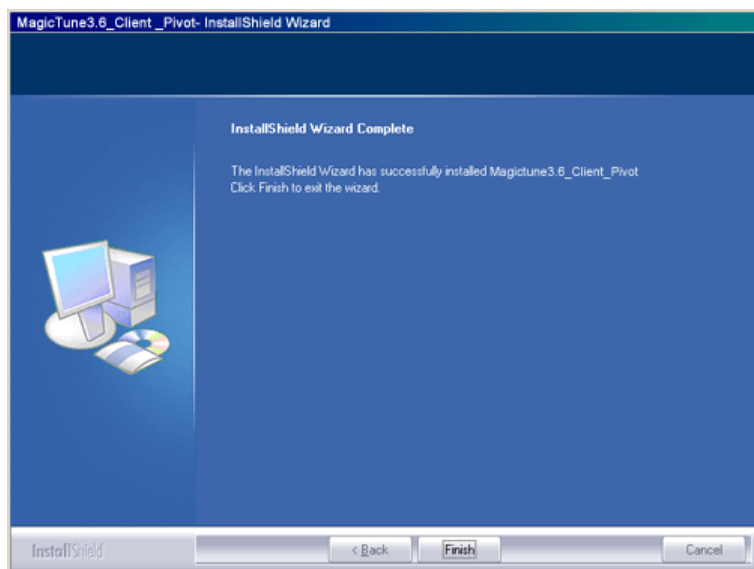 MagicTune3.6_Client _Pivot- InstallShield Wizard
InstallShield Wizard Complete
The InstallShield Wizard has successfully installed Magictune3.6_Client_Pivot
Click Finish to exit the wizard.
InstallShield
< Back
Finish
Cancel